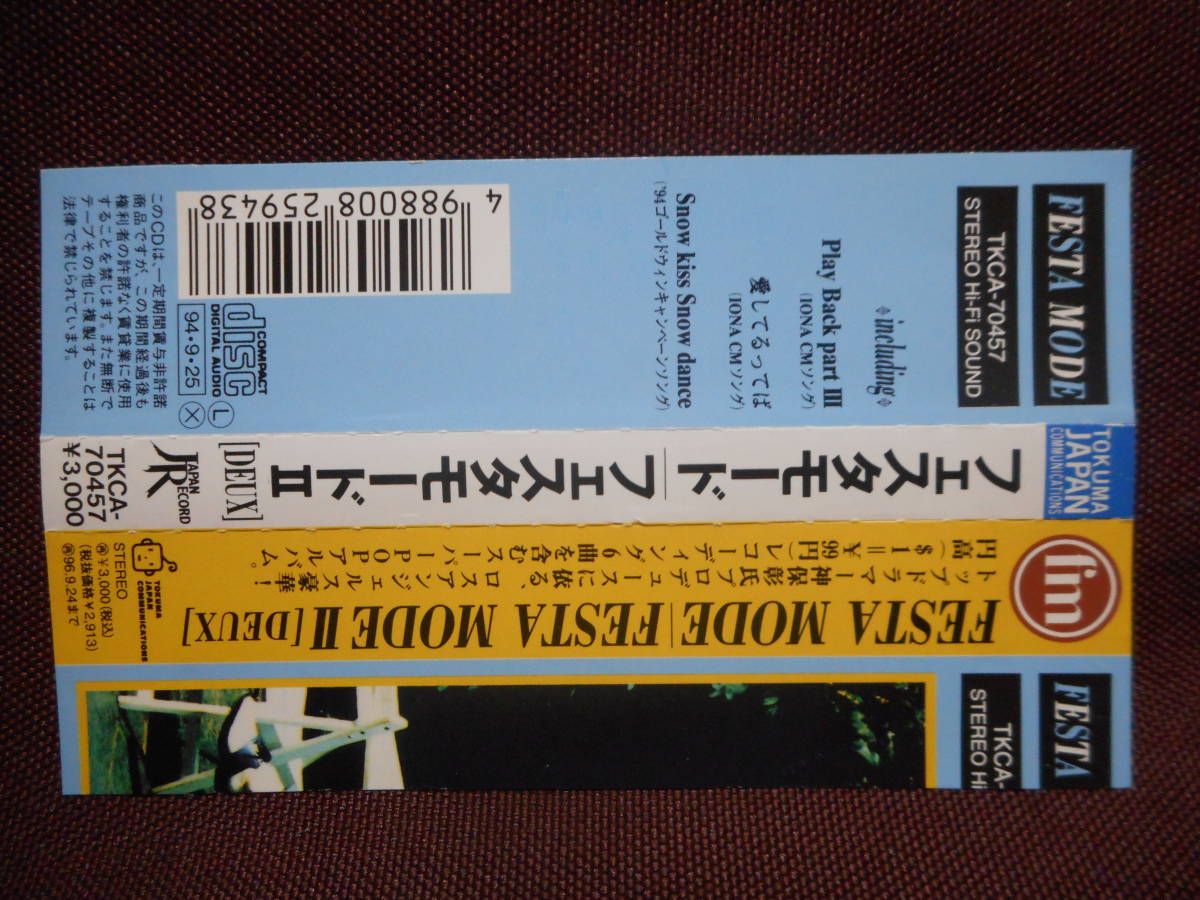 FESTA MODE
TKCA-70457
STEREO Hi-Fi SOUND
including
Play Back part III
(IONA CMソング)
愛してるってば
(IONA CMソング)
Snow kiss Snow dance
('94ゴールドウィンキャンペーンソング)
4 988008 259438
COMPACT
disc
DIGITAL AUDIO
94・9・25
L
X
このCDは、一定期間賃与非許諾
商品ですが、この期間経過後も
権利者の許諾なく賃貸業に使用
することを禁じます。また無断で
テープその他に複製することは
法律で禁じられています。
TOKUMA
JAPAN
COMMUNICATIONS
フェスタモード
フェスタモードII
[DEUX]
JAPAN
RECORD
JR
TKCA-
70457
¥3,000
fm
円高($1=¥99円)レコーディング6曲を含むスーパーPOPアルバム。
トップドラマー神保彰氏プロデュースに依る、ロスアンジェルス豪華!
FESTA MODE
FESTA MODE II [DEUX]
TOKUMA
JAPAN
COMMUNICATIONS
STEREO
再¥3,000(税込)
(税抜価格¥2,913)
再96.9.24まで
FESTA
TKCA-
STEREO Hi